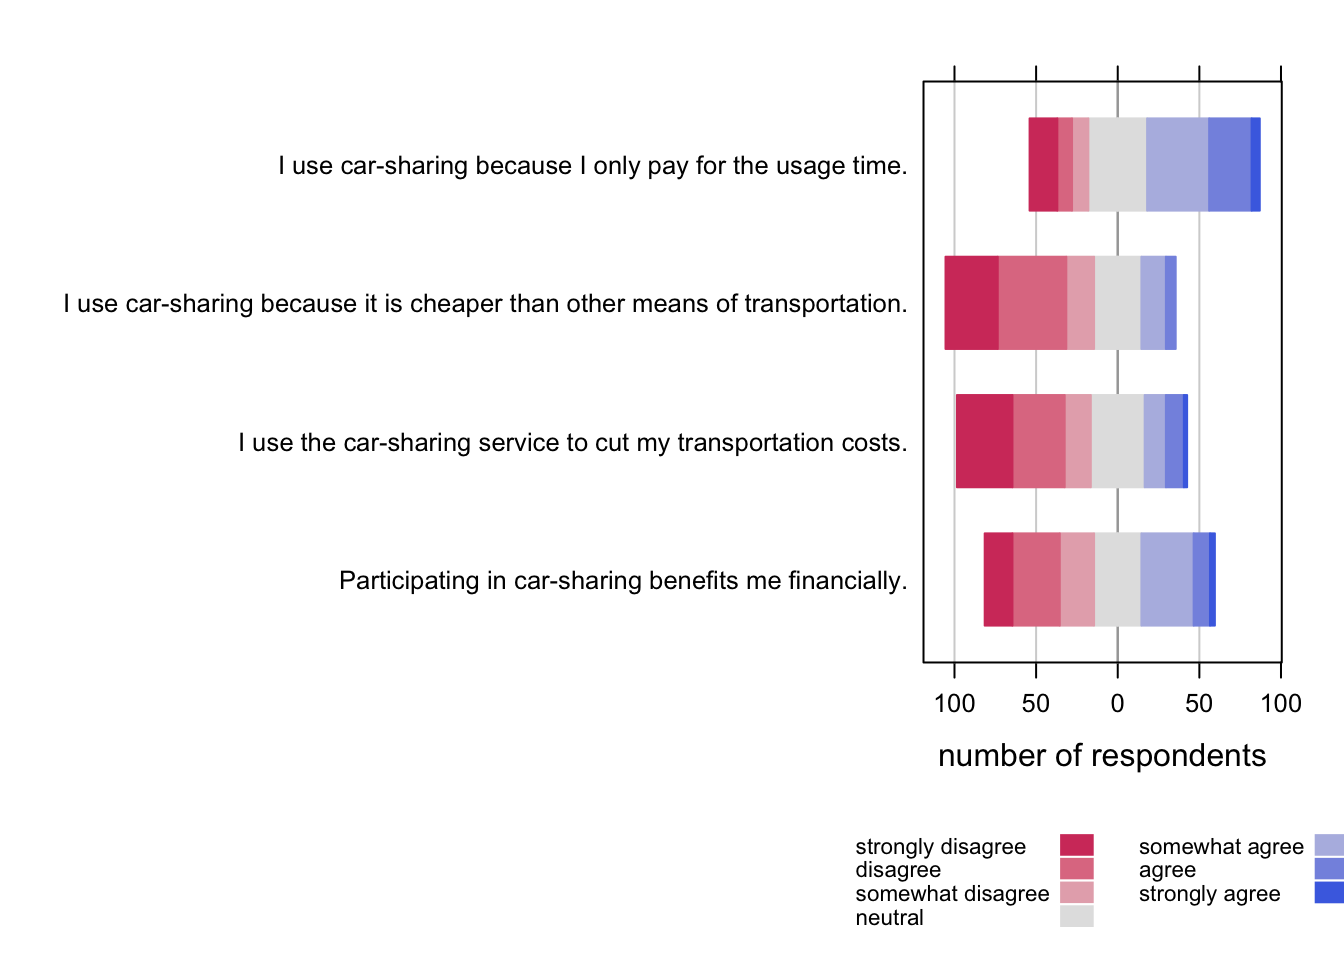 I use car-sharing because I only pay for the usage time.
I use car-sharing because it is cheaper than other means of transportation.
I use the car-sharing service to cut my transportation costs.
Participating in car-sharing benefits me financially.
100 50 0 50 100
number of respondents
strongly disagree somewhat agree
disagree agree
somewhat disagree strongly agree
neutral